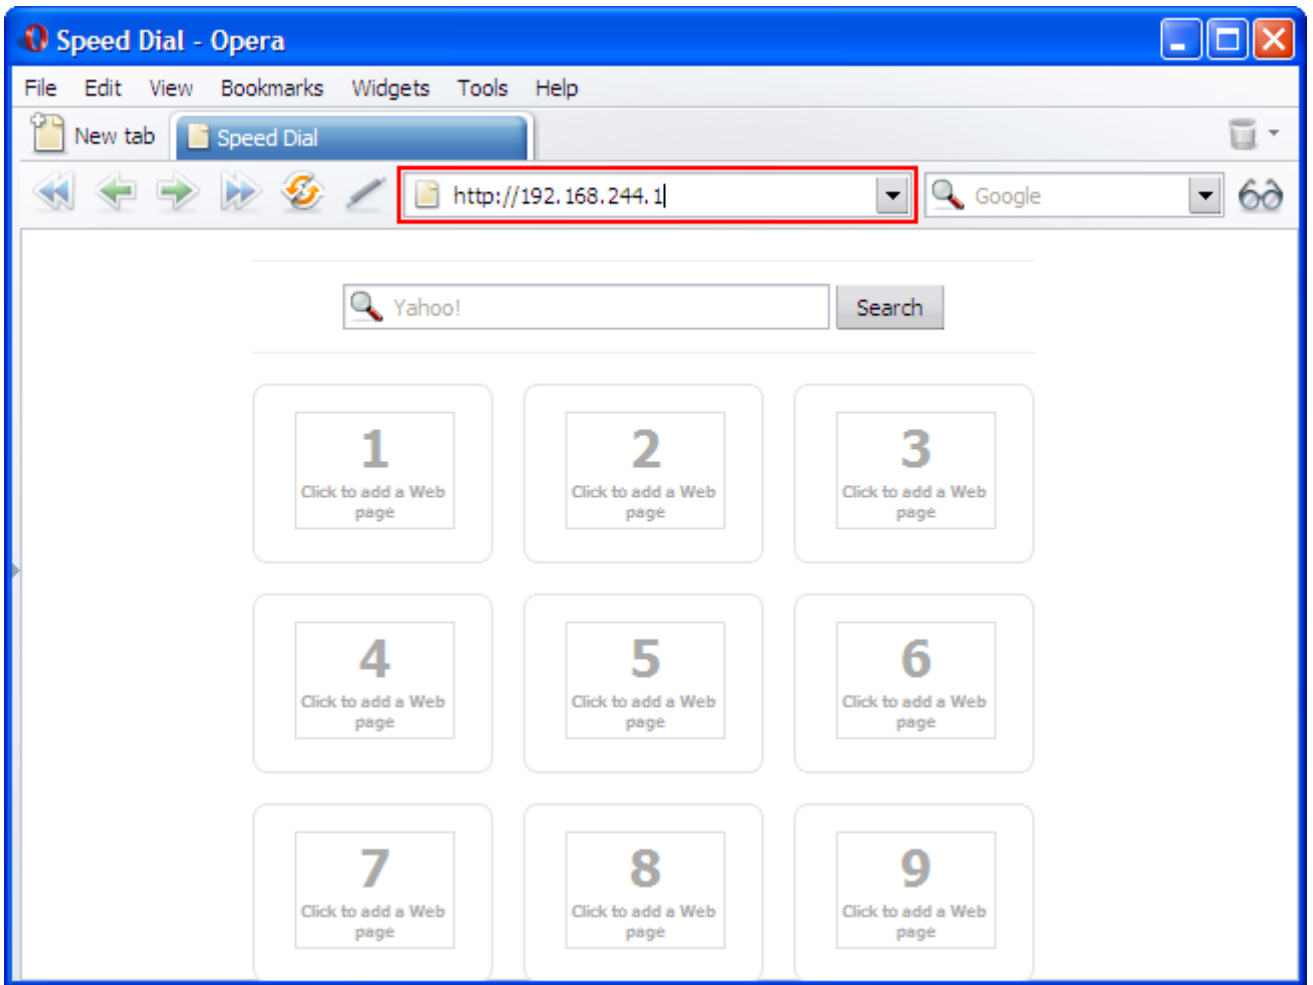 Speed Dial - Opera
File Edit View Bookmarks Widgets Tools Help
New tab Speed Dial
http://192.168.244.1 Google
Yahoo! Search
1 2 3
Click to add a Web Click to add a Web Click to add a Web
page page page
4 5 6
Click to add a Web Click to add a Web Click to add a Web
page page page
7 8 9
Click to add a Web Click to add a Web Click to add a Web
page page page